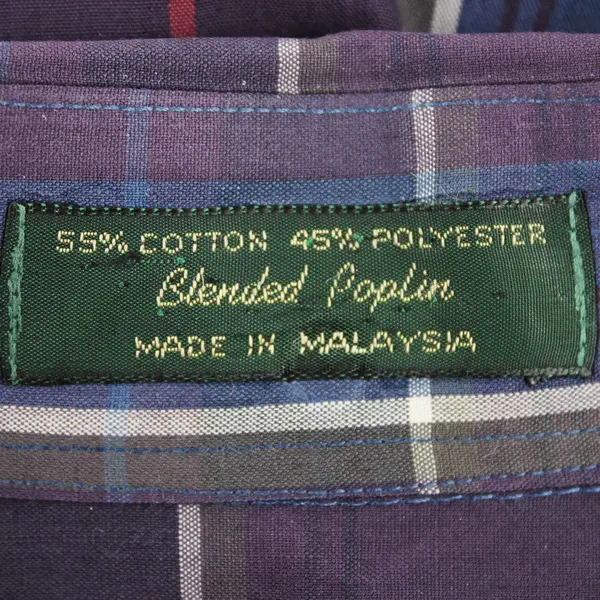 55% COTTON 45% POLYESTER
Blended Poplin
MADE IN MALAYSIA